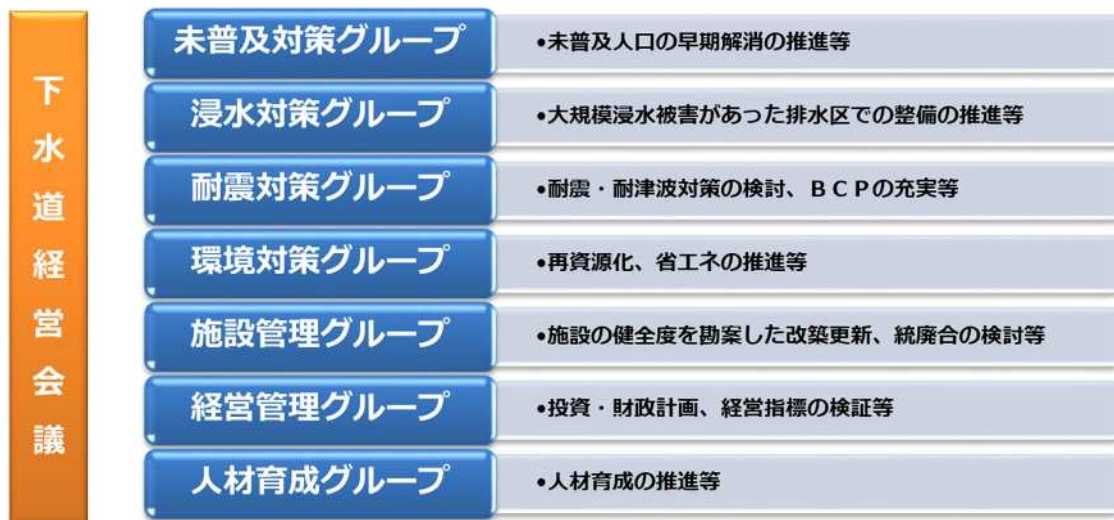 下水道経営会議
未普及対策グループ
•未普及人口の早期解消の推進等
浸水対策グループ
•大規模浸水被害があった排水区での整備の推進等
耐震対策グループ
•耐震・耐津波対策の検討、ＢＣＰの充実等
環境対策グループ
•再資源化、省エネの推進等
施設管理グループ
•施設の健全度を勘案した改築更新、統廃合の検討等
経営管理グループ
•投資・財政計画、経営指標の検証等
人材育成グループ
•人材育成の推進等